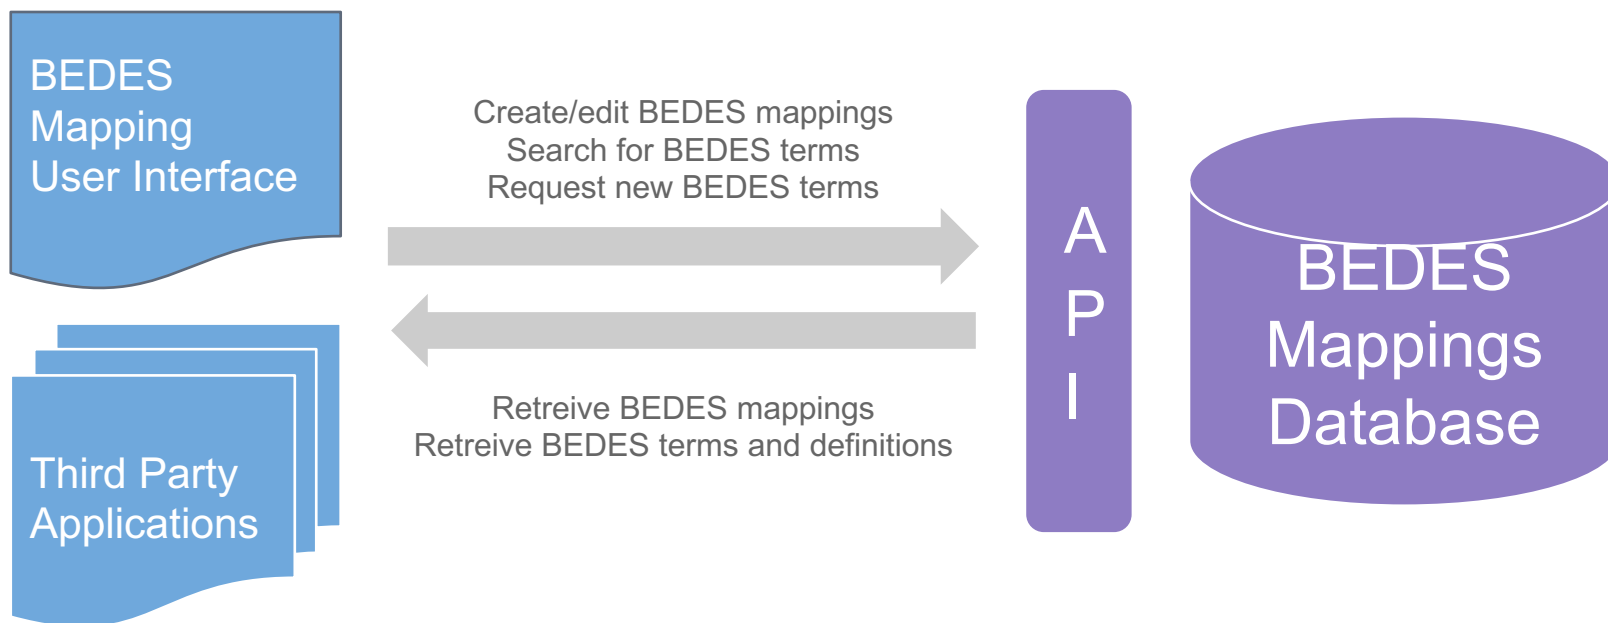 BEDES
Mapping
User Interface
Create/edit BEDES mappings
Search for BEDES terms
Request new BEDES terms
Retreive BEDES mappings
Retreive BEDES terms and definitions
Third Party
Applications
A
P
I
BEDES
Mappings
Database